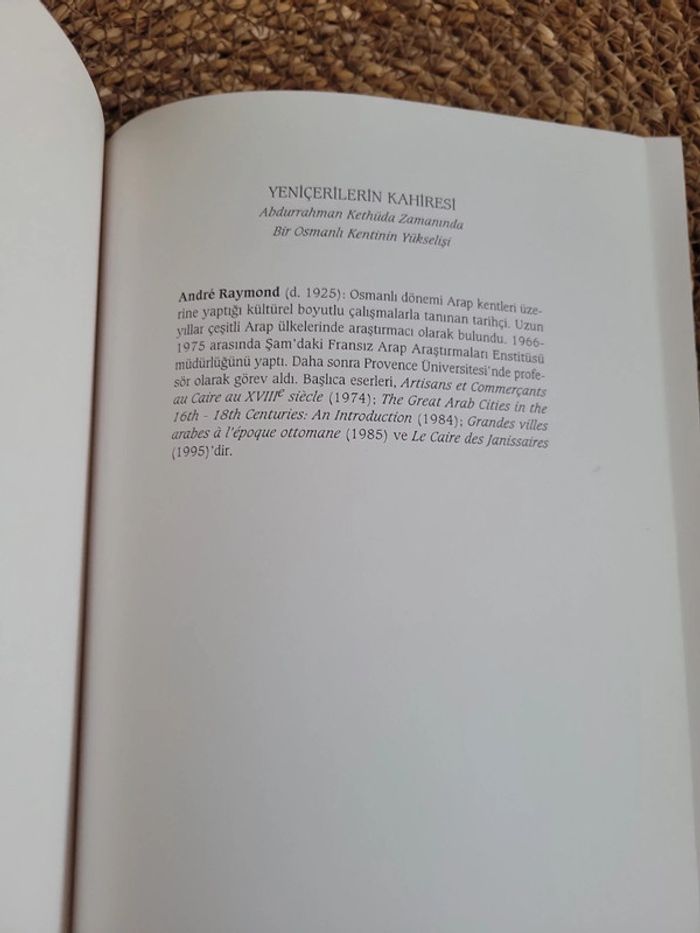 YENİÇERİLERİN KAHİRESİ
Abdurrahman Kethüda Zamanında
Bir Osmanlı Kentinin Yükselişi
André Raymond (d. 1925): Osmanlı dönemi Arap kentleri üze-
rine yaptığı kültürel boyutlu çalışmalarla tanınan tarihçi. Uzun
yıllar çeşitli Arap ülkelerinde araştırmacı olarak bulundu. 1966-
1975 arasında Şam'daki Fransız Arap Araştırmaları Enstitüsü
müdürlüğünü yaptı. Daha sonra Provence Üniversitesi'nde profe-
sör olarak görev aldı. Başlıca eserleri, Artisans et Commerçants
au Caire au XVIIIe siècle (1974); The Great Arab Cities in the
16th - 18th Centuries: An Introduction (1984); Grandes villes
arabes à l'époque ottomane (1985) ve Le Caire des Janissaires
(1995)'dir.